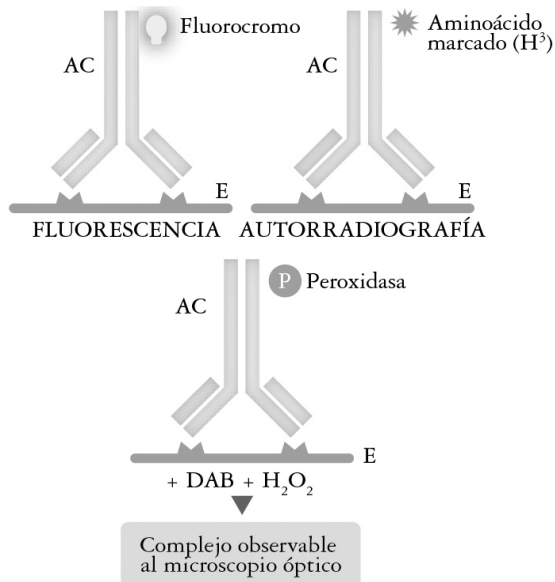 Fluorocromo
AC
E
FLUORESCENCIA
Aminoácido
marcado (H³)
AC
E
AUTORRADIOGRAFÍA
P Peroxidasa
AC
E
+ DAB + H₂O₂
Complejo observable
al microscopio óptico